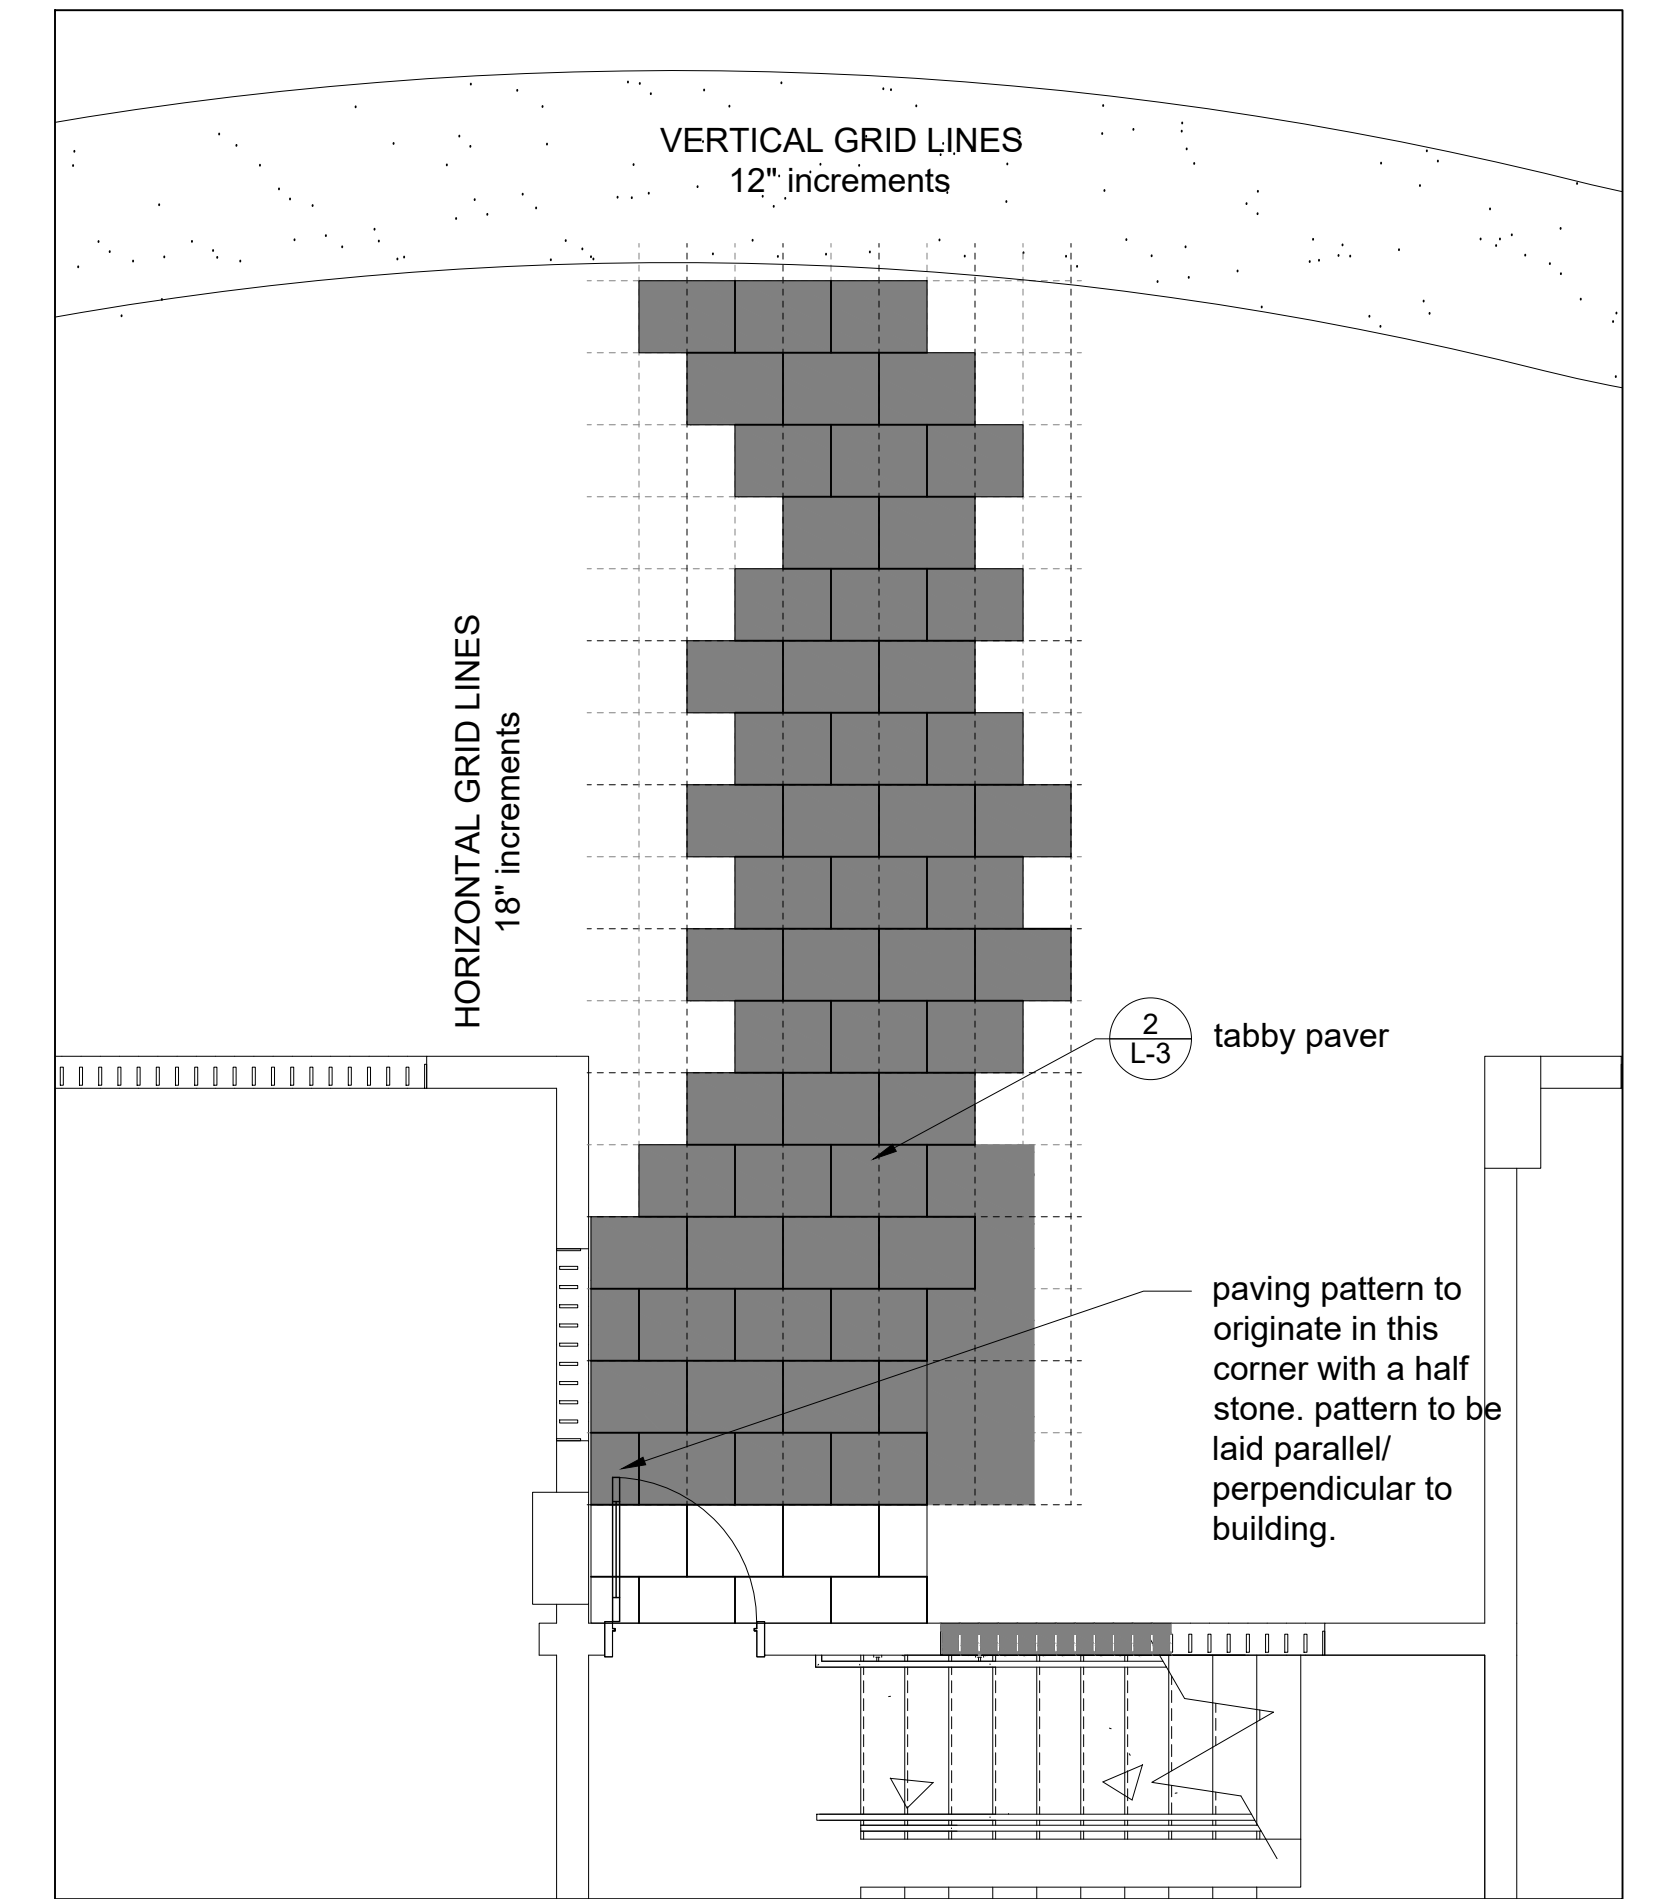 VERTICAL GRID LINES
12" increments
HORIZONTAL GRID LINES
18" increments
2
L-3
tabby paver
paving pattern to
originate in this
corner with a half
stone. pattern to be
laid parallel/
perpendicular to
building.